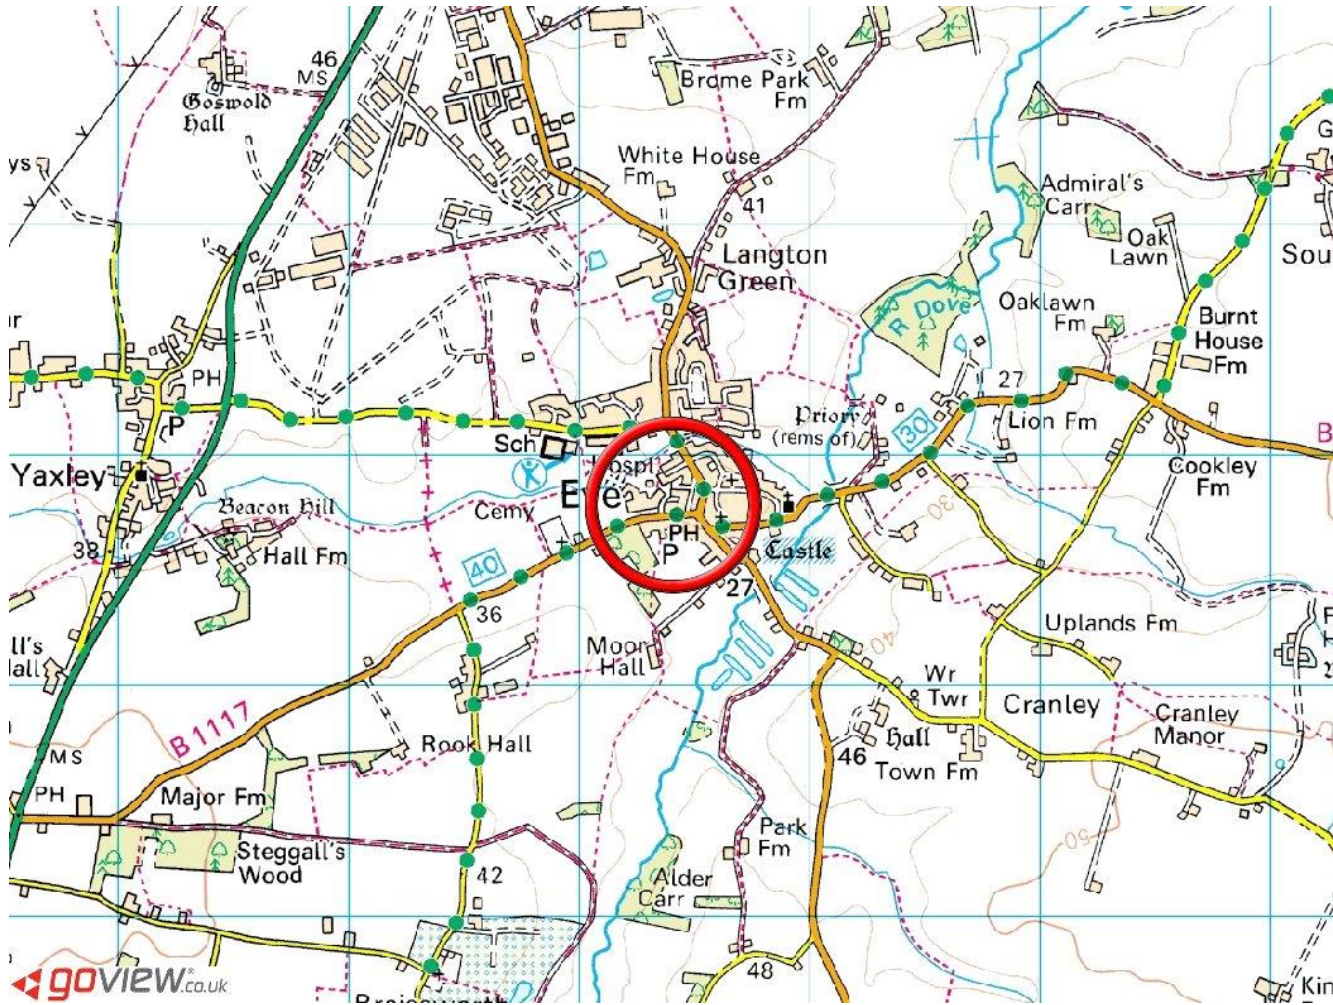 46
MS
Goswold
Hall
Brome Park
Fm
White House
Fm
41
Admiral's
Carr
Oak
Lawn
Langton
Green
R Dove
Oaklawn
Fm
Burnt
House
Fm
PH
P
27
Lion Fm
Priory
(rems of)
30
Sch
Hospl
Eye
Yaxley
Cookley
Fm
Beacon Hill
Cemy
Hall Fm
38
PH
P
Castle
30
40
36
27
40
Uplands Fm
Moor
Hall
Wr
Twr
Cranley
Cranley
Manor
B1117
Rook Hall
Hall
46
Town Fm
MS
PH
Major Fm
Steggall's
Wood
Park
Fm
50
42
Alder
Carr
48
goview.co.uk